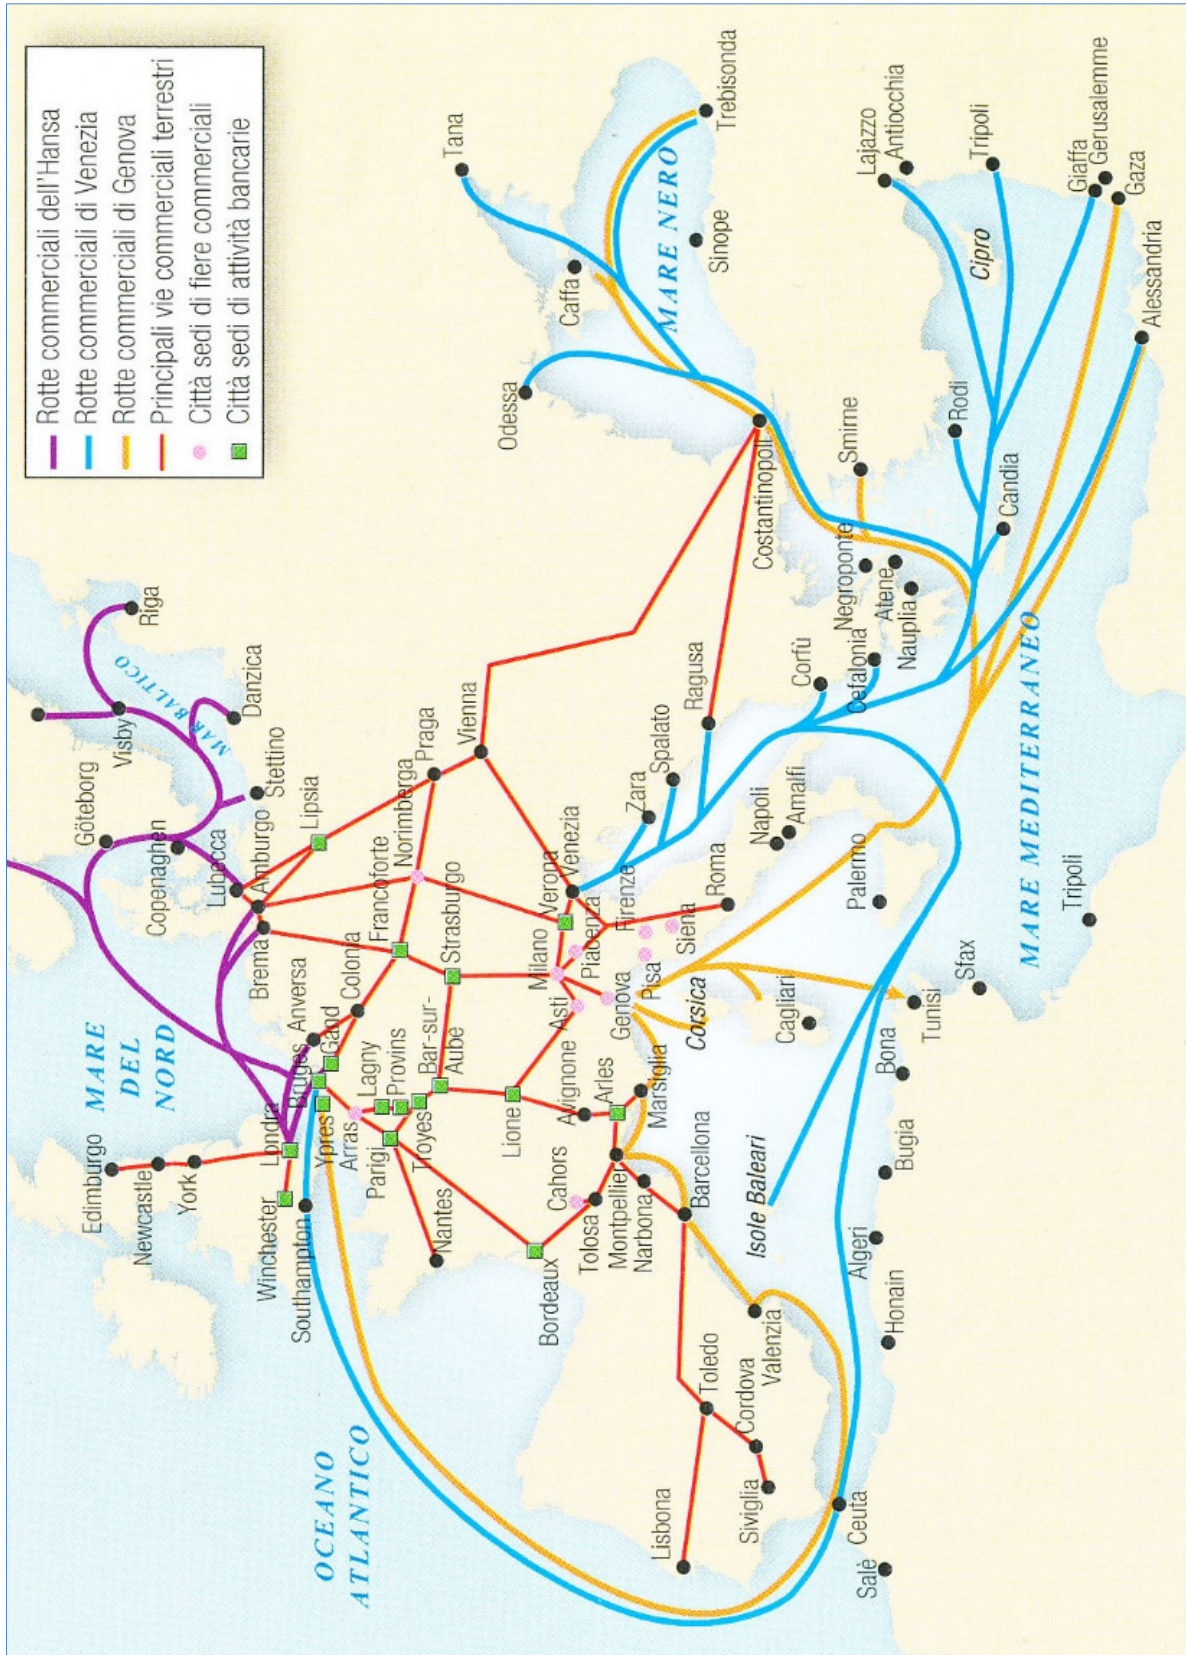 Rotte commerciali dell'Hansa
Rotte commerciali di Venezia
Rotte commerciali di Genova
Principali vie commerciali terrestri
Città sedi di fiere commerciali
Città sedi di attività bancarie
MARE
DEL
NORD
MAR BALTICO
OCEANO
ATLANTICO
MARE NERO
MARE MEDITERRANEO
Edimburgo
Newcastle
York
Winchester
Londra
Southampton
Göteborg
Visby
Riga
Copenaghen
Danzica
Stettino
Lubecca
Amburgo
Brema
Lipsia
Anversa
Bruges
Gand
Ypres
Colonia
Arras
Lagny
Provins
Parigi
Troyes
Bar-sur-
Aube
Francoforte
Norimberga
Praga
Vienna
Strasburgo
Nantes
Bordeaux
Cahors
Tolosa
Montpellier
Narbona
Lione
Avignone
Arles
Marsiglia
Barcellona
Valenzia
Toledo
Cordova
Siviglia
Lisbona
Isole Baleari
Milano
Verona
Venezia
Piacenza
Asti
Genova
Firenze
Pisa
Siena
Roma
Corsica
Cagliari
Napoli
Amalfi
Palermo
Zara
Spalato
Ragusa
Corfù
Cefalonia
Nauplia
Atene
Negroponte
Smirne
Costantinopoli
Odessa
Caffa
Tana
Sinope
Trebisonda
Candia
Rodi
Cipro
Lajazzo
Antiocchia
Tripoli
Giaffa
Gerusalemme
Gaza
Alessandria
Tripoli
Sfax
Tunisi
Bona
Bugia
Algeri
Honain
Ceuta
Salè